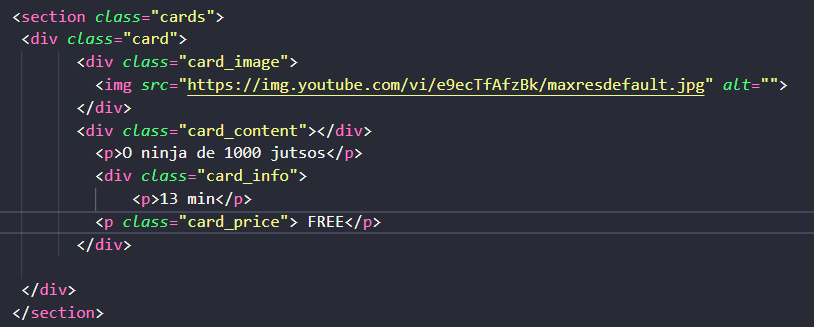 <section class="cards">
<div class="card">
<div class="card_image">
<img src="https://img.youtube.com/vi/e9ecTfAfzBk/maxresdefault.jpg" alt="">
</div>
<div class="card_content"></div>
<p>O ninja de 1000 jutsos</p>
<div class="card_info">
<p>13 min</p>
<p class="card_price"> FREE</p>
</div>
</div>
</section>